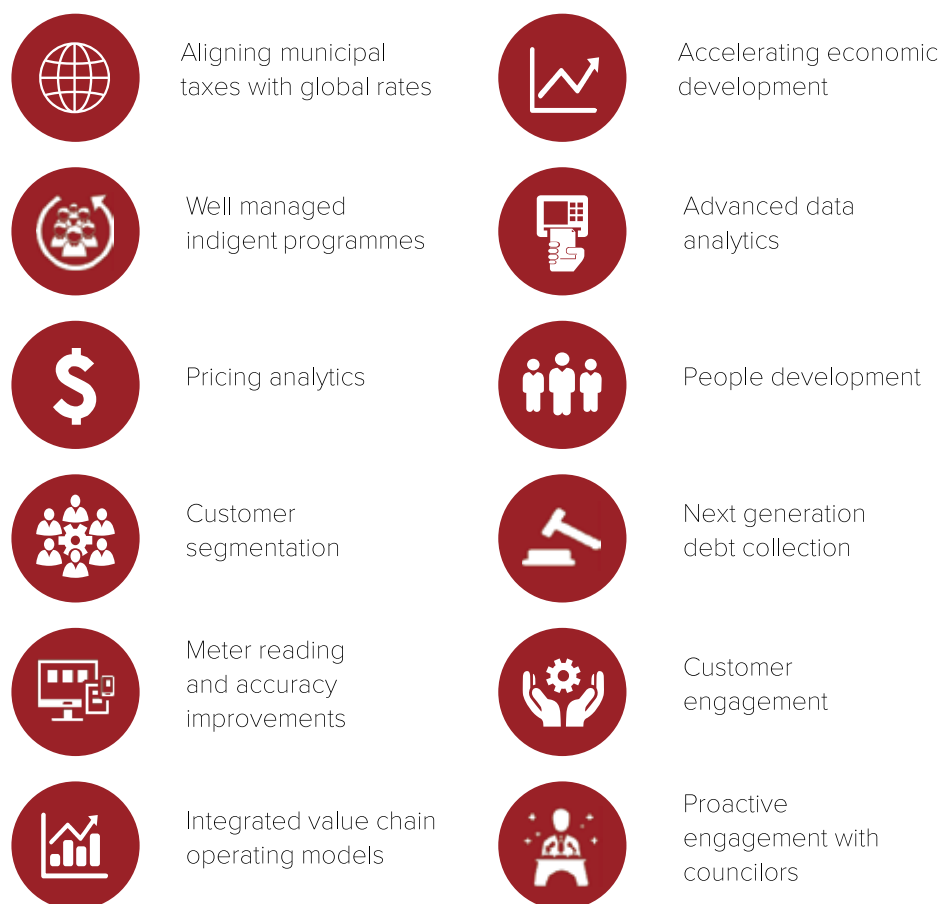 Aligning municipal
taxes with global rates
Accelerating economic
development
Well managed
indigent programmes
Advanced data
analytics
Pricing analytics
People development
Customer
segmentation
Next generation
debt collection
Meter reading
and accuracy
improvements
Customer
engagement
Integrated value chain
operating models
Proactive
engagement with
councilors